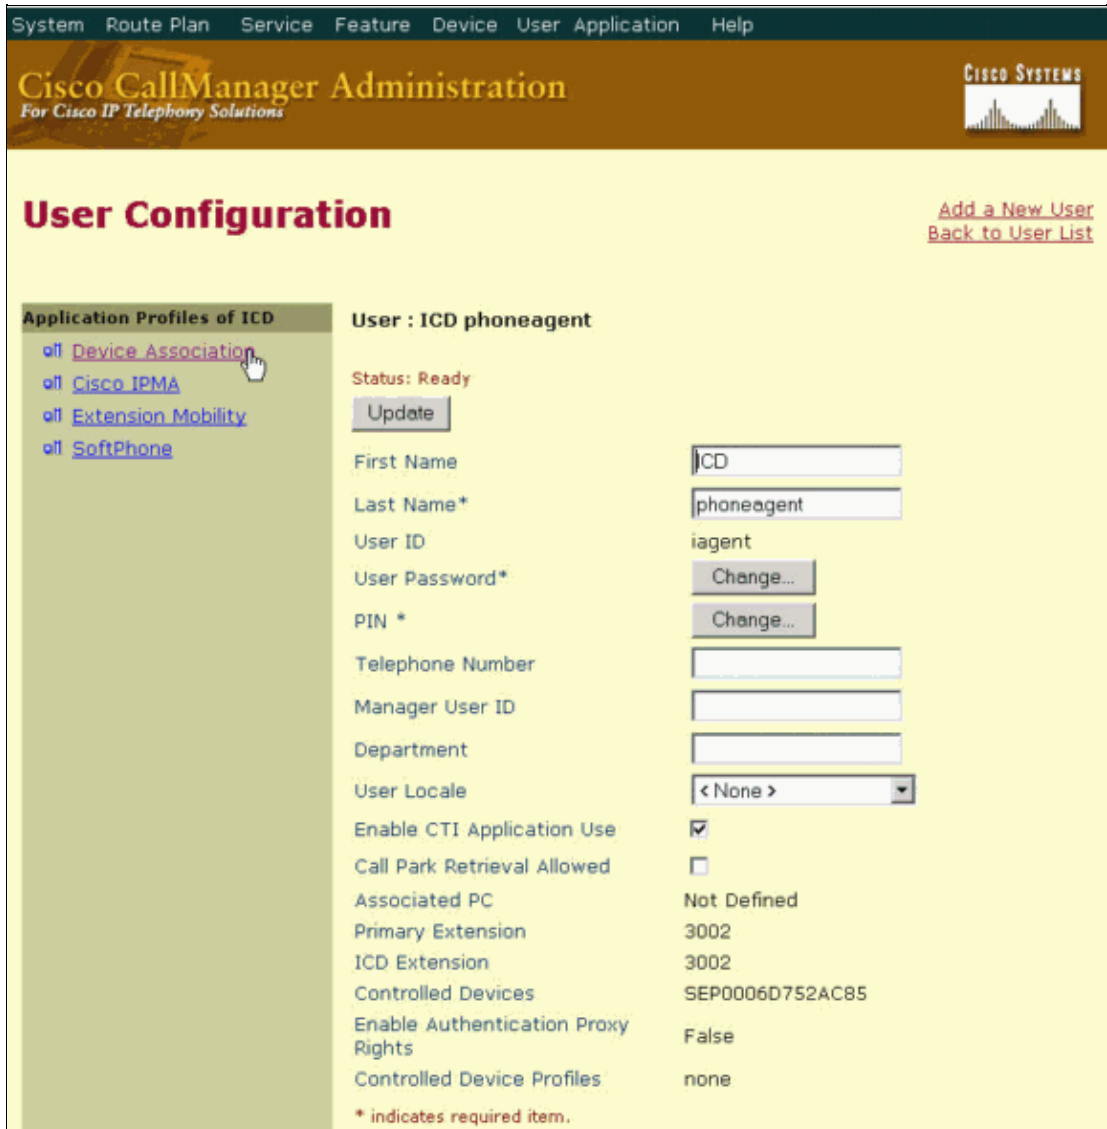 System Route Plan Service Feature Device User Application Help
Cisco CallManager Administration
For Cisco IP Telephony Solutions
CISCO SYSTEMS
User Configuration
Add a New User
Back to User List
Application Profiles of ICD
Device Association
Cisco IPMA
Extension Mobility
SoftPhone
User : ICD phoneagent
Status: Ready
Update
First Name ICD
Last Name* phoneagent
User ID iagent
User Password* Change...
PIN * Change...
Telephone Number
Manager User ID
Department
User Locale < None >
Enable CTI Application Use
Call Park Retrieval Allowed
Associated PC Not Defined
Primary Extension 3002
ICD Extension 3002
Controlled Devices SEP0006D752AC85
Enable Authentication Proxy
Rights False
Controlled Device Profiles none
* indicates required item.